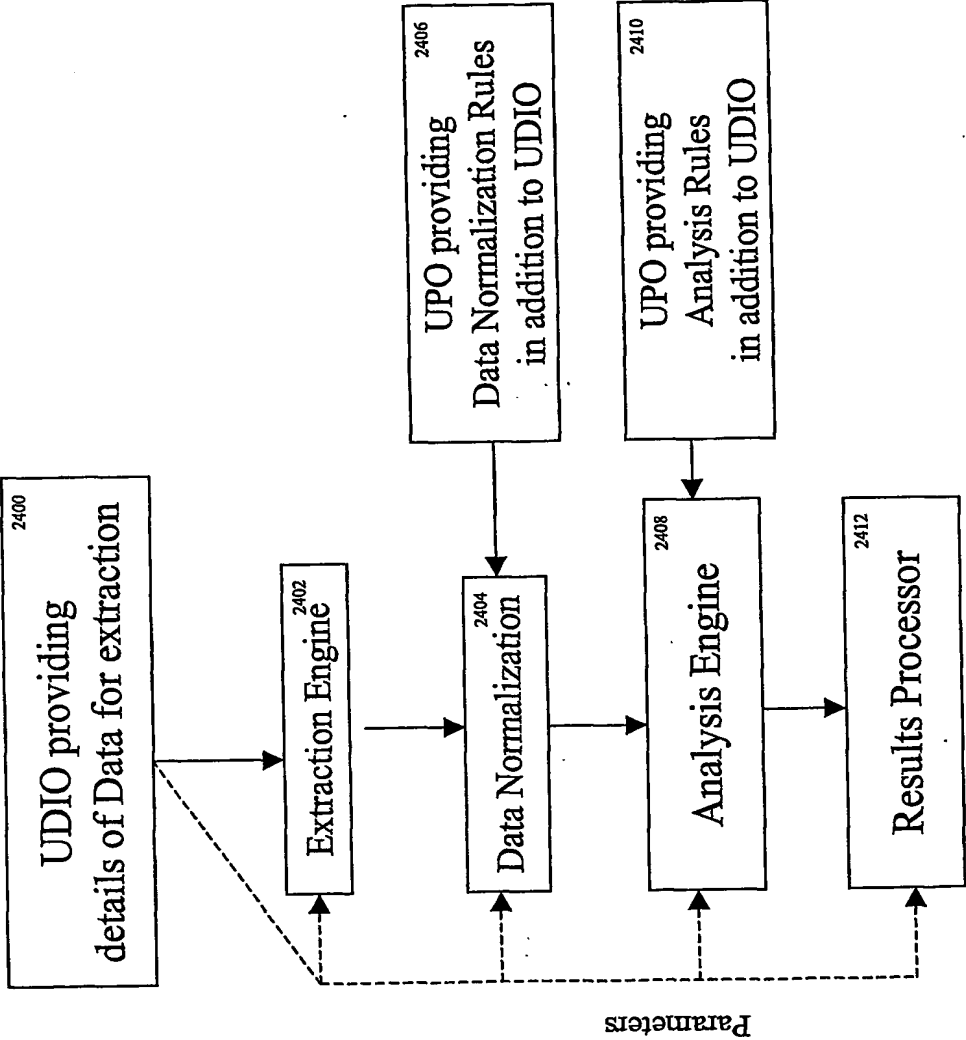 2400
UDIO providing
details of Data for extraction
2402
Extraction Engine
2404
Data Normalization
2406
UPO providing
Data Normalization Rules
in addition to UDIO
2408
Analysis Engine
2410
UPO providing
Analysis Rules
in addition to UDIO
2412
Results Processor
Parameters